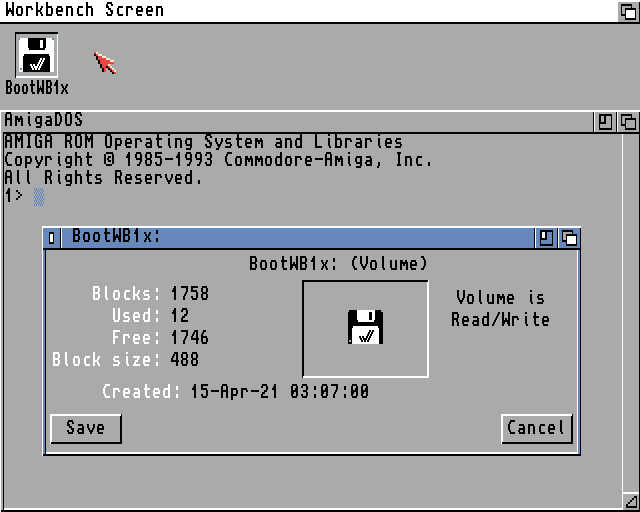 Workbench Screen
BootWB1x
AmigaDOS
AMIGA ROM Operating System and Libraries
Copyright © 1985-1993 Commodore-Amiga, Inc.
All Rights Reserved.
1>
BootWB1x:
BootWB1x: (Volume)
Blocks: 1758
Used: 12
Free: 1746
Block size: 488
Volume is
Read/Write
Created: 15-Apr-21 03:07:00
Save
Cancel